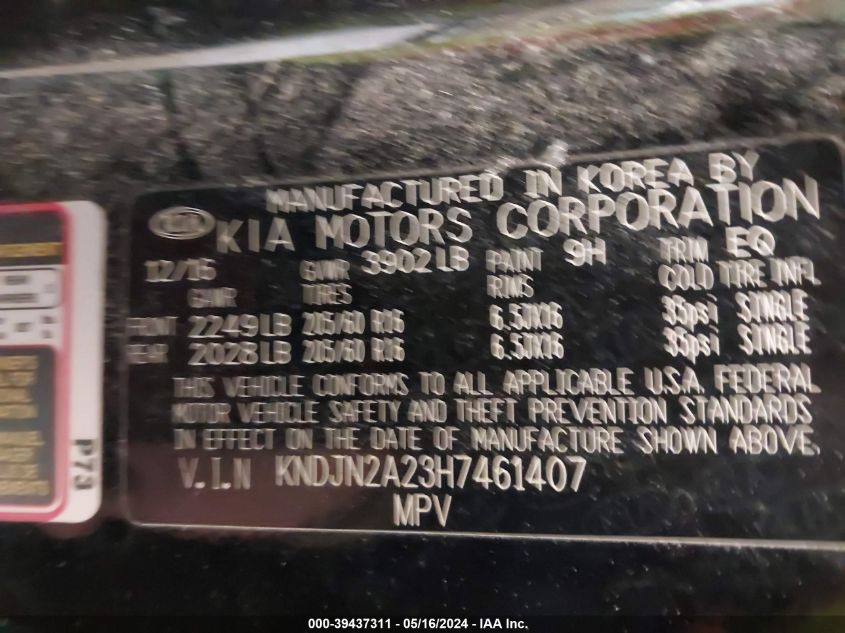 MANUFACTURED IN KOREA BY
KIA MOTORS CORPORATION
12/15 GVWR 3902LB PAINT 9H TRIM EQ
GAWR TIRES RIMS COLD TIRE INFL
FRONT 2249LB 205/60 R16 6.5JX16 35psi SINGLE
REAR 2028LB 205/60 R16 6.5JX16 35psi SINGLE
THIS VEHICLE CONFORMS TO ALL APPLICABLE U.S.A. FEDERAL
MOTOR VEHICLE SAFETY AND THEFT PREVENTION STANDARDS
IN EFFECT ON THE DATE OF MANUFACTURE SHOWN ABOVE.
V.I.N KNDJN2A23H7461407
MPV
P73
000-39437311 - 05/16/2024 - IAA Inc.